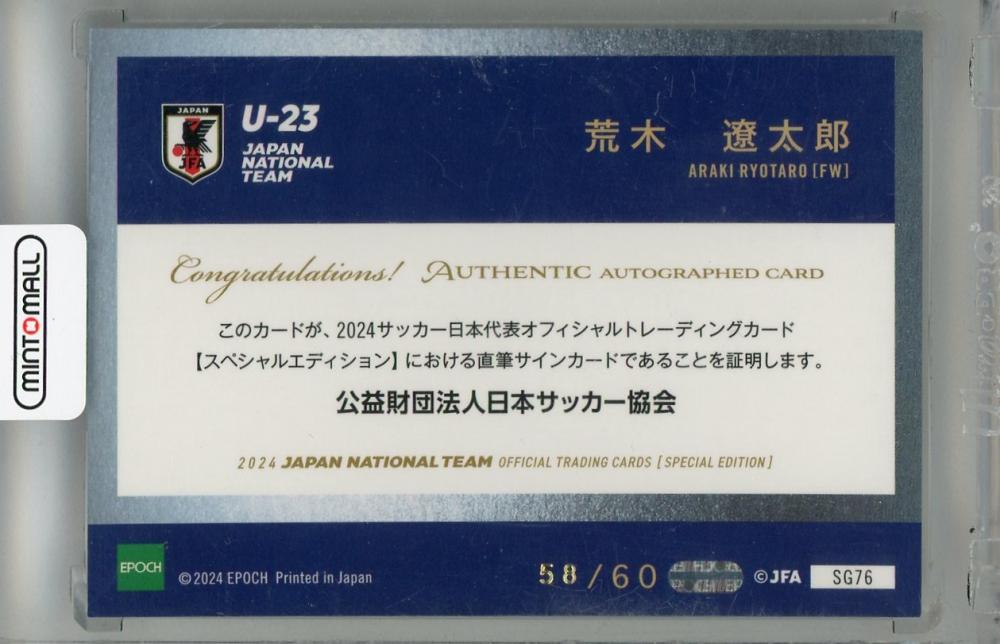 JAPAN
JFA
U-23
JAPAN
NATIONAL
TEAM
荒木 遼太郎
ARAKI RYOTARO [FW]
MINTOMALL
Congratulations! AUTHENTIC AUTOGRAPHED CARD
このカードが、2024サッカー日本代表オフィシャルトレーディングカード
【スペシャルエディション】における直筆サインカードであることを証明します。
公益財団法人日本サッカー協会
2024 JAPAN NATIONAL TEAM OFFICIAL TRADING CARDS [SPECIAL EDITION]
EPOCH
©2024 EPOCH Printed in Japan
58/60
©JFA
SG76